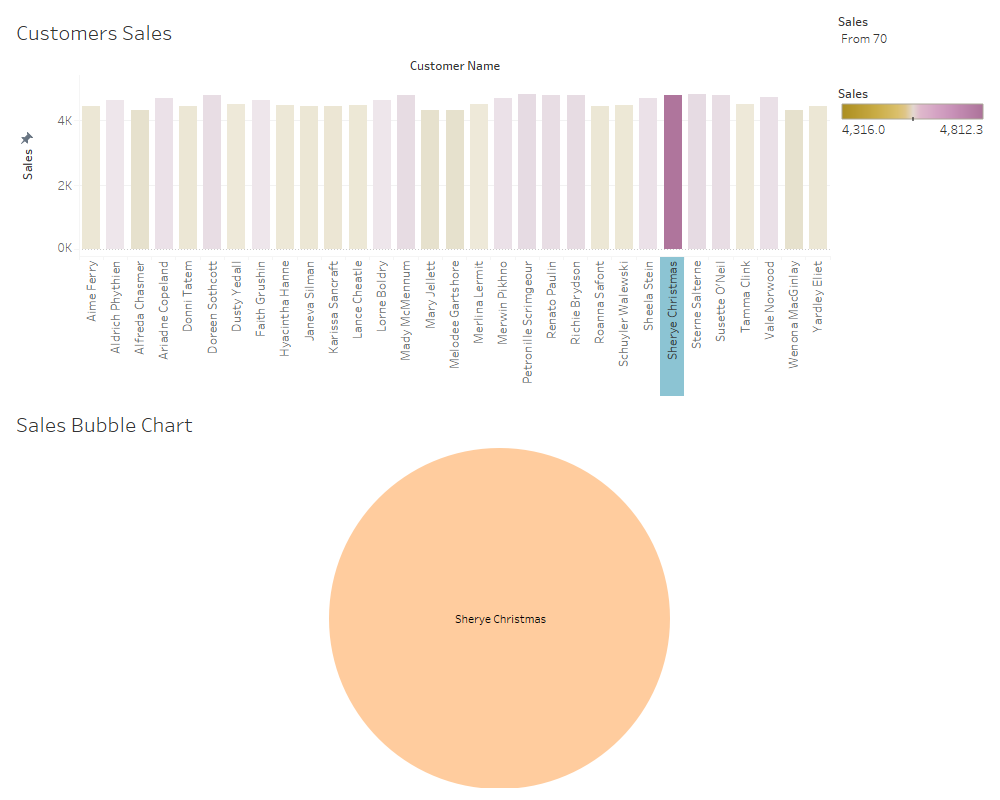 Customers Sales
Sales
From 70
Customer Name
Sales
4,316.0 4,812.3
Sales
4K
2K
0K
Aime Ferry
Aldrich Phythien
Alfreda Chasmer
Ariadne Copeland
Donn Tatem
Doreen Sothcott
Dusty Yedall
Faith Grushin
Hyacintha Hanne
Janeva Silman
Karissa Sancraft
Lance Cheatle
Lorne Boldry
Mady McMennum
Mary Jellett
Melodee Gartshore
Merlina Lermit
Merwin Pikhno
Petronille Scrimgeour
Renato Paulin
Richie Brydson
Roanna Safont
Schuyler Walewski
Sheela Stein
Sherye Christmas
Sterne Salterne
Susette O'Neil
Tamma Clink
Vale Norwood
Wenona MacGinlay
Yardley Eliet
Sales Bubble Chart
Sherye Christmas